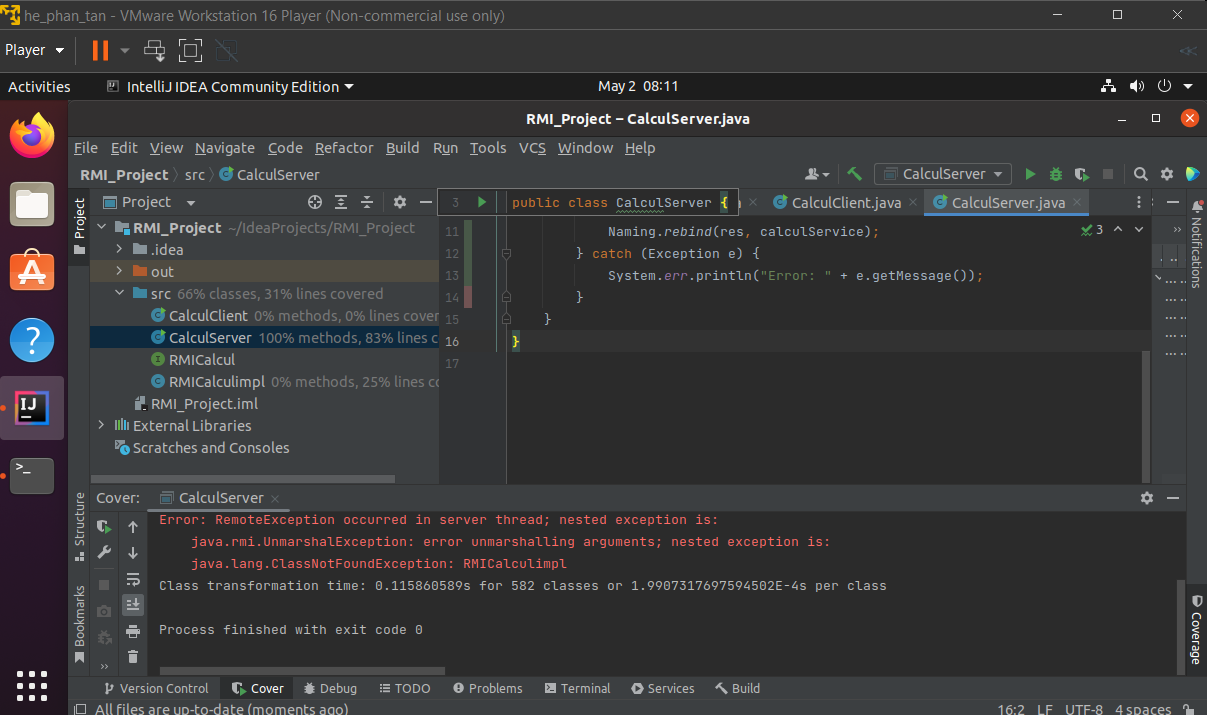 he_phan_tan - VMware Workstation 16 Player (Non-commercial use only)
Player
Activities
IntelliJ IDEA Community Edition
May 2 08:11
RMI_Project – CalculServer.java
File Edit View Navigate Code Refactor Build Run Tools VCS Window Help
RMI_Project src CalculServer
CalculServer
Project
Project
3 public class CalculServer {
CalculClient.java
CalculServer.java
Notifications
RMI_Project ~/IdeaProjects/RMI_Project
.idea
out
src 66% classes, 31% lines covered
CalculClient 0% methods, 0% lines cover
CalculServer 100% methods, 83% lines c
RMICalcul
RMICalculimpl 0% methods, 25% lines co
RMI_Project.iml
External Libraries
Scratches and Consoles
11 Naming.rebind(res, calculService);
3
12 } catch (Exception e) {
13 System.err.println("Error: " + e.getMessage());
14 }
15 }
16 }
17
Structure
Bookmarks
Cover: CalculServer
Error: RemoteException occurred in server thread; nested exception is:
java.rmi.UnmarshalException: error unmarshalling arguments; nested exception is:
java.lang.ClassNotFoundException: RMICalculimpl
Class transformation time: 0.115860589s for 582 classes or 1.9907317697594502E-4s per class
Process finished with exit code 0
Coverage
Version Control Cover Debug TODO Problems Terminal Services Build
All files are up-to-date (moments ago)
16:2 LF UTF-8 4 spaces